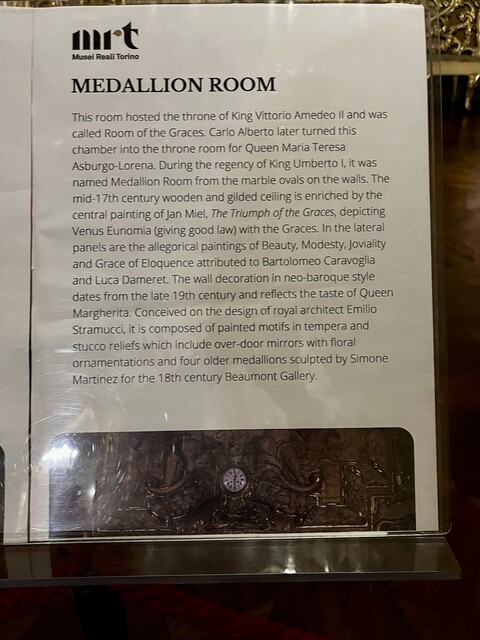 mrt
Musei Reali Torino
MEDALLION ROOM
This room hosted the throne of King Vittorio Amedeo II and was
called Room of the Graces. Carlo Alberto later turned this
chamber into the throne room for Queen Maria Teresa
Asburgo-Lorena. During the regency of King Umberto I, it was
named Medallion Room from the marble ovals on the walls. The
mid-17th century wooden and gilded ceiling is enriched by the
central painting of Jan Miel, The Triumph of the Graces, depicting
Venus Eunomia (giving good law) with the Graces. In the lateral
panels are the allegorical paintings of Beauty, Modesty, Joviality
and Grace of Eloquence attributed to Bartolomeo Caravoglia
and Luca Dameret. The wall decoration in neo-baroque style
dates from the late 19th century and reflects the taste of Queen
Margherita. Conceived on the design of royal architect Emilio
Stramucci, it is composed of painted motifs in tempera and
stucco reliefs which include over-door mirrors with floral
ornamentations and four older medallions sculpted by Simone
Martinez for the 18th century Beaumont Gallery.